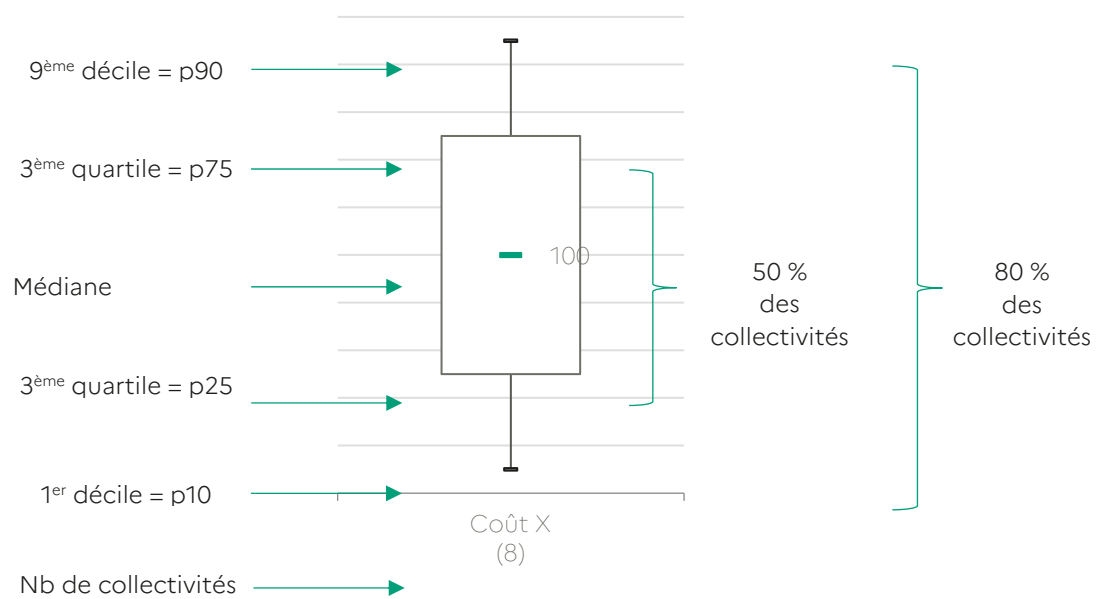 9ème décile = p90
3ème quartile = p75
100
Médiane
50 %
des
collectivités
80 %
des
collectivités
3ème quartile = p25
1er décile = p10
Coût X
(8)
Nb de collectivités